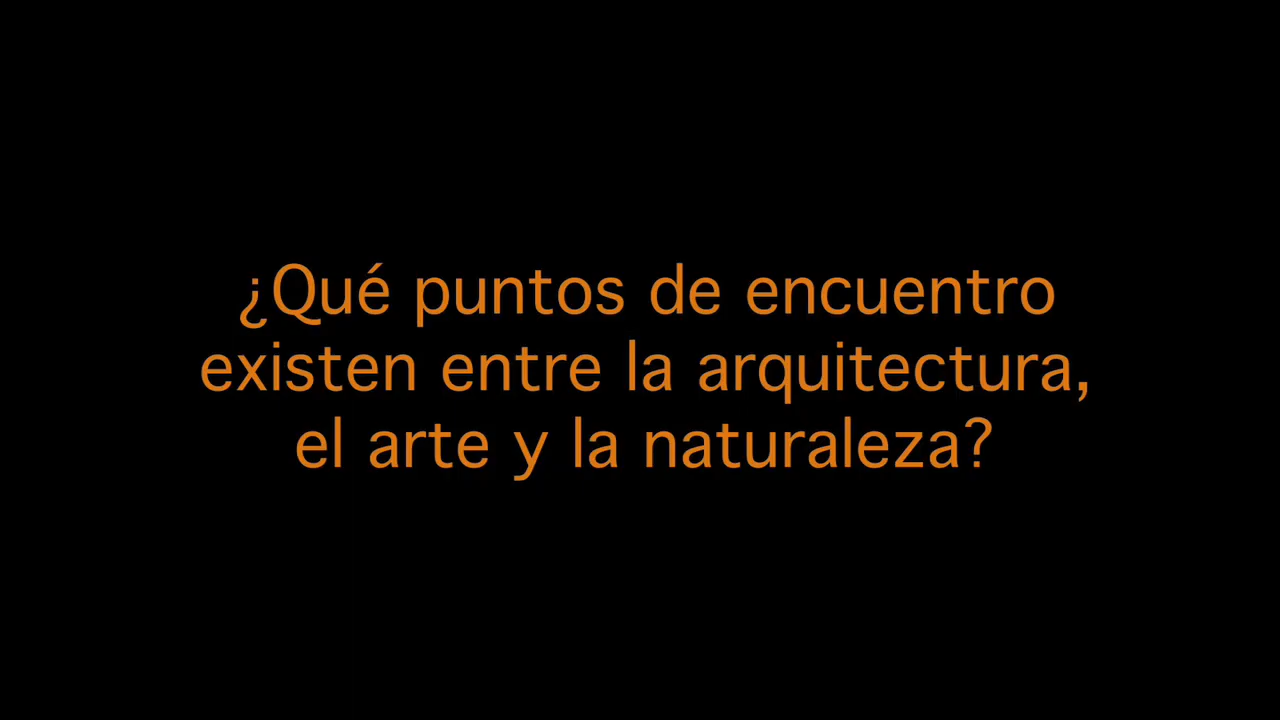 ¿Qué puntos de encuentro
existen entre la arquitectura,
el arte y la naturaleza?